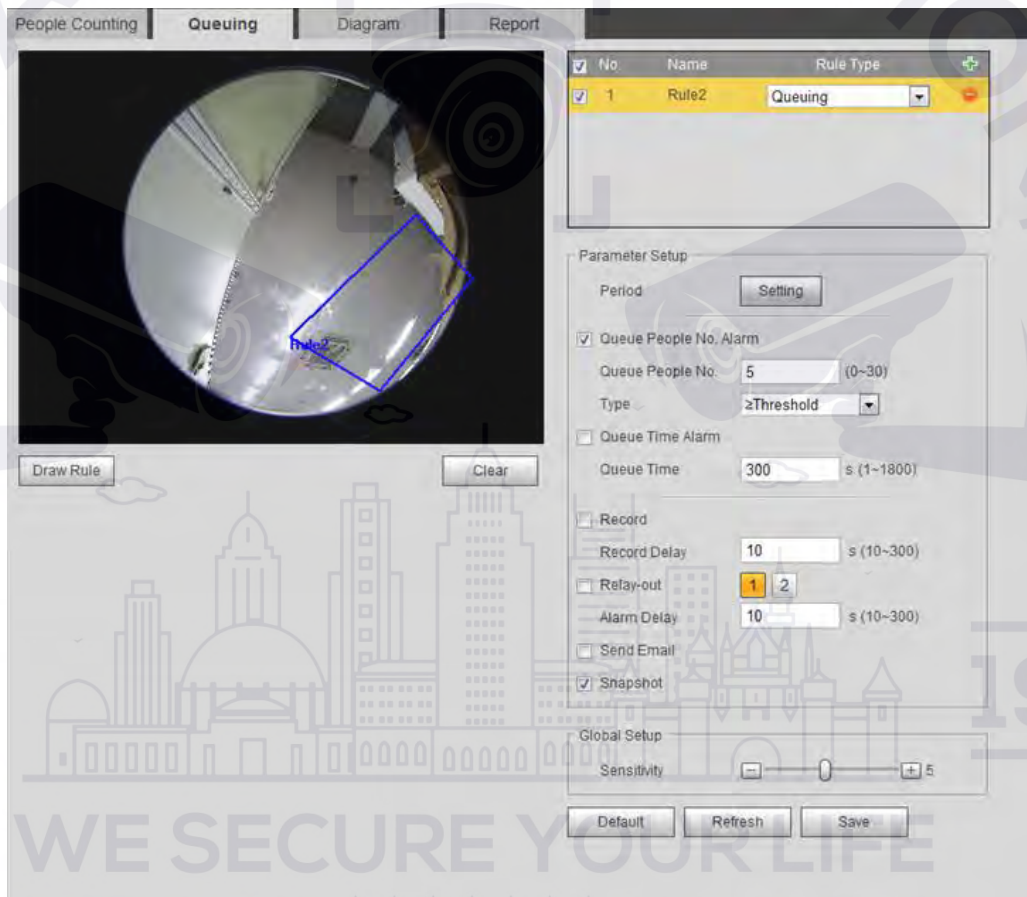 People Counting Queuing Diagram Report
No. Name Rule Type
1 Rule2 Queuing
Rule2
Draw Rule Clear
Parameter Setup
Period Setting
Queue People No. Alarm
Queue People No. 5 (0~30)
Type ≥Threshold
Queue Time Alarm
Queue Time 300 s (1~1800)
Record
Record Delay 10 s (10~300)
Relay-out 1 2
Alarm Delay 10 s (10~300)
Send Email
Snapshot
Global Setup
Sensitivity 5
Default Refresh Save
WE SECURE YOUR LIFE